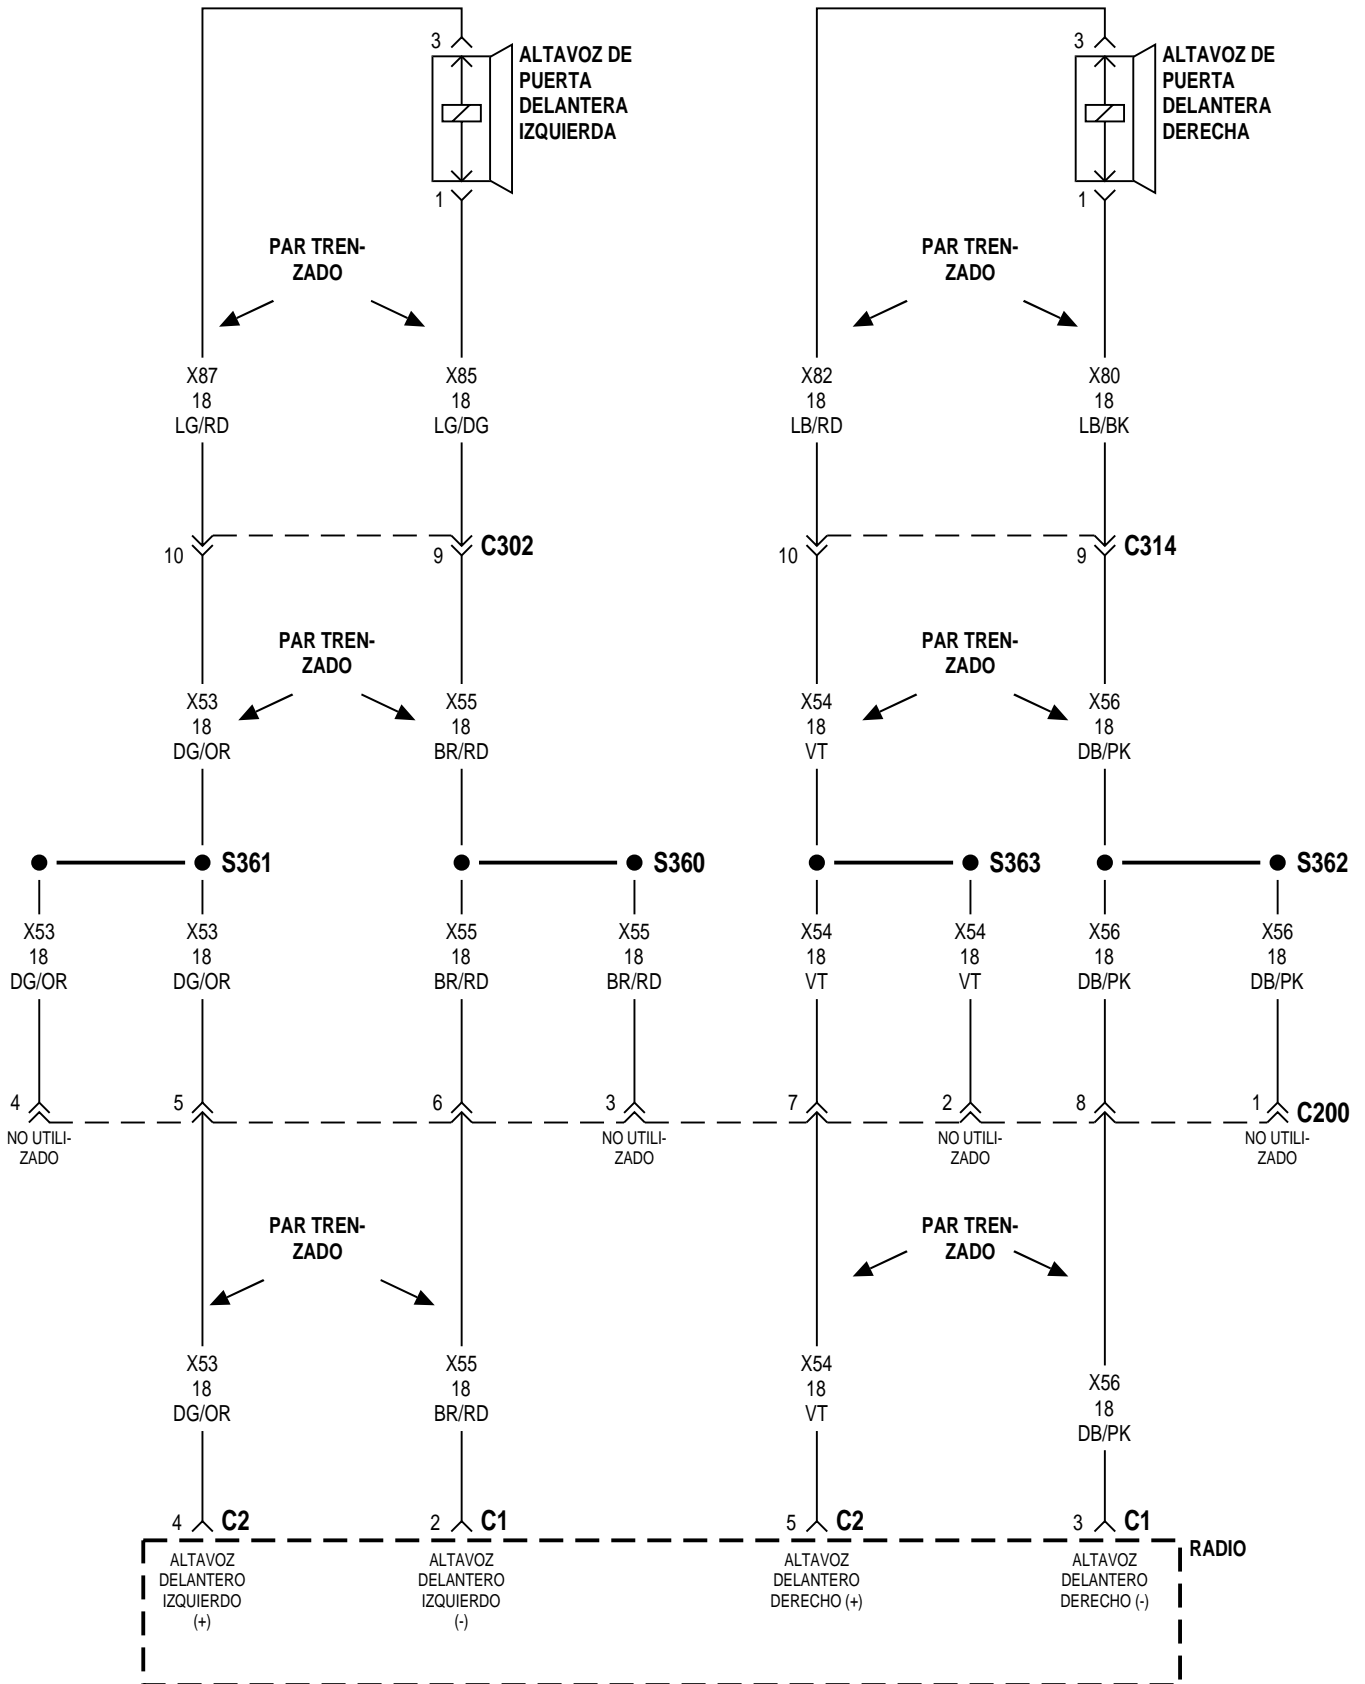 3
ALTAVOZ DE
PUERTA
DELANTERA
IZQUIERDA
1
3
ALTAVOZ DE
PUERTA
DELANTERA
DERECHA
1
PAR TREN-
ZADO
PAR TREN-
ZADO
X87
18
LG/RD
X85
18
LG/DG
X82
18
LB/RD
X80
18
LB/BK
10
9
C302
10
9
C314
PAR TREN-
ZADO
PAR TREN-
ZADO
X53
18
DG/OR
X55
18
BR/RD
X54
18
VT
X56
18
DB/PK
S361
S360
S363
S362
X53
18
DG/OR
X53
18
DG/OR
X55
18
BR/RD
X55
18
BR/RD
X54
18
VT
X54
18
VT
X56
18
DB/PK
X56
18
DB/PK
4
NO UTILI-
ZADO
5
6
3
NO UTILI-
ZADO
7
2
NO UTILI-
ZADO
8
1
C200
NO UTILI-
ZADO
PAR TREN-
ZADO
PAR TREN-
ZADO
X53
18
DG/OR
X55
18
BR/RD
X54
18
VT
X56
18
DB/PK
4
C2
2
C1
5
C2
3
C1
RADIO
ALTAVOZ
DELANTERO
IZQUIERDO
(+)
ALTAVOZ
DELANTERO
IZQUIERDO
(-)
ALTAVOZ
DELANTERO
DERECHO (+)
ALTAVOZ
DELANTERO
DERECHO (-)